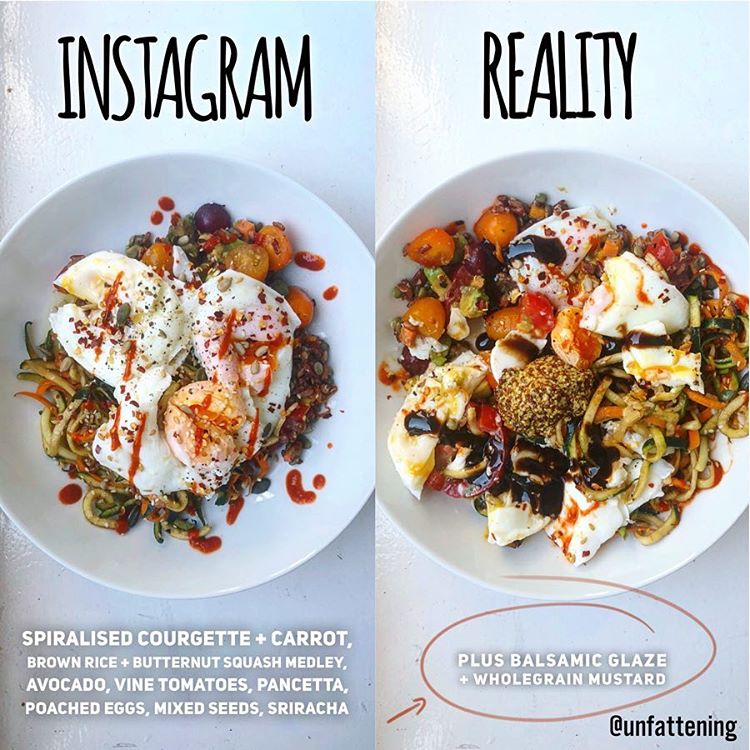 INSTAGRAM
REALITY
SPIRALISED COURGETTE + CARROT,
BROWN RICE + BUTTERNUT SQUASH MEDLEY,
AVOCADO, VINE TOMATOES, PANCETTA,
POACHED EGGS, MIXED SEEDS, SRIRACHA
PLUS BALSAMIC GLAZE
+ WHOLEGRAIN MUSTARD
@unfattening